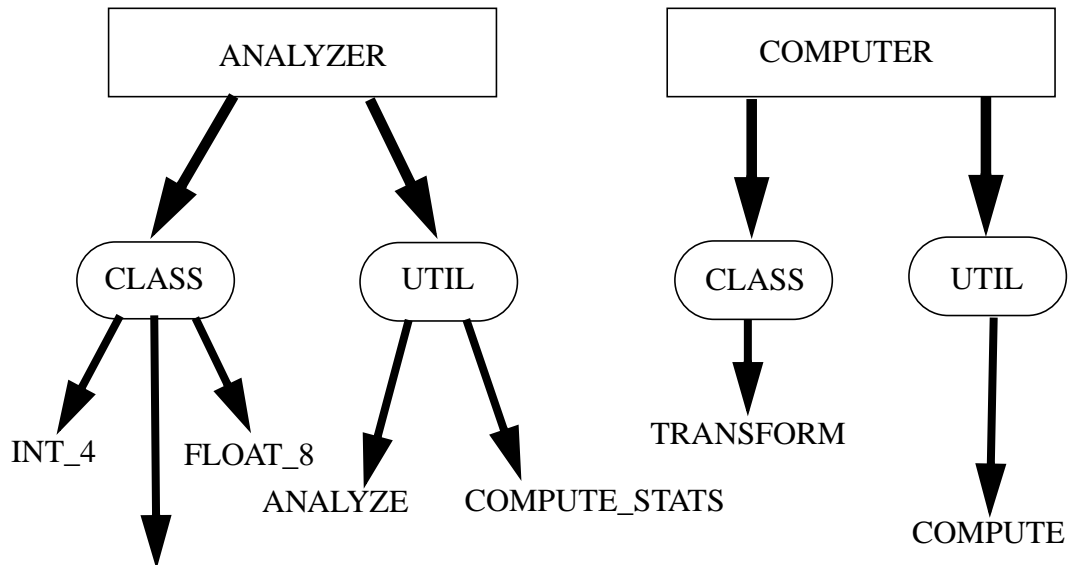 ANALYZER
COMPUTER
CLASS
UTIL
CLASS
UTIL
INT_4
FLOAT_8
TRANSFORM
ANALYZE
COMPUTE_STATS
COMPUTE